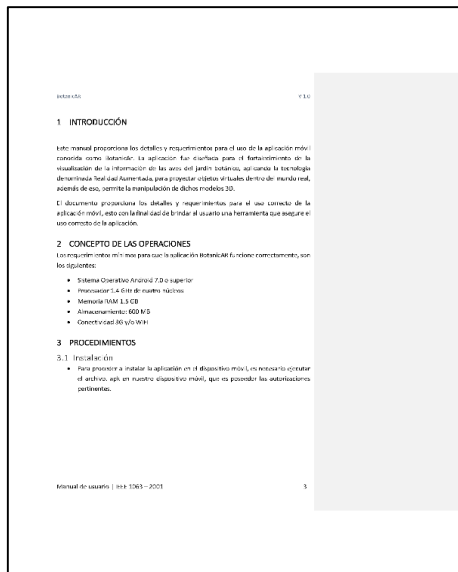 BotanicAR V 1.0
1 INTRODUCCIÓN
Este manual proporciona los detalles y requerimientos para el uso de la aplicación móvil
conocida como BotanicAr. La aplicación fue diseñada para el fortalecimiento de la
visualización de la información de las aves del jardín botánico, aplicando la tecnología
denominada Realidad Aumentada, para proyectar objetos virtuales dentro del mundo real,
además de eso, permite la manipulación de dichos modelos 3D.
El documento proporciona los detalles y requerimientos para el uso correcto de la
aplicación móvil, esto con la finalidad de brindar al usuario una herramienta que asegure el
uso correcto de la aplicación.
2 CONCEPTO DE LAS OPERACIONES
Los requerimientos mínimos para que la aplicación BotanicAR funcione correctamente, son
los siguientes:
• Sistema Operativo Android 7.0 o superior
• Procesador 1.4 GHz de cuatro núcleos
• Memoria RAM 1.5 GB
• Almacenamiento: 600 MB
• Conectividad 3G y/o WIFI
3 PROCEDIMIENTOS
3.1 Instalación
• Para proceder a instalar la aplicación en el dispositivo móvil, es necesario ejecutar
el archivo. apk en nuestro dispositivo móvil, que es poseedor las autorizaciones
pertinentes.
Manual de usuario | IEEE 1063 – 2001 3